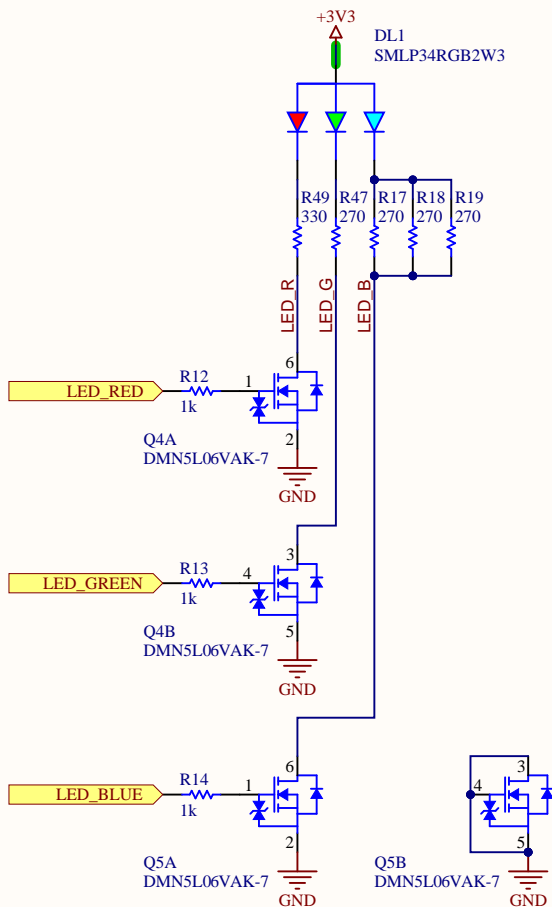 +3V3
DL1
SMLP34RGB2W3
R49 R47 R17 R18 R19
330 270 270 270 270
LED_R
LED_G
LED_B
LED_RED
R12
1k
1
6
2
Q4A
DMN5L06VAK-7
GND
LED_GREEN
R13
1k
4
3
5
Q4B
DMN5L06VAK-7
GND
LED_BLUE
R14
1k
1
6
2
Q5A
DMN5L06VAK-7
GND
4
3
5
Q5B
DMN5L06VAK-7
GND